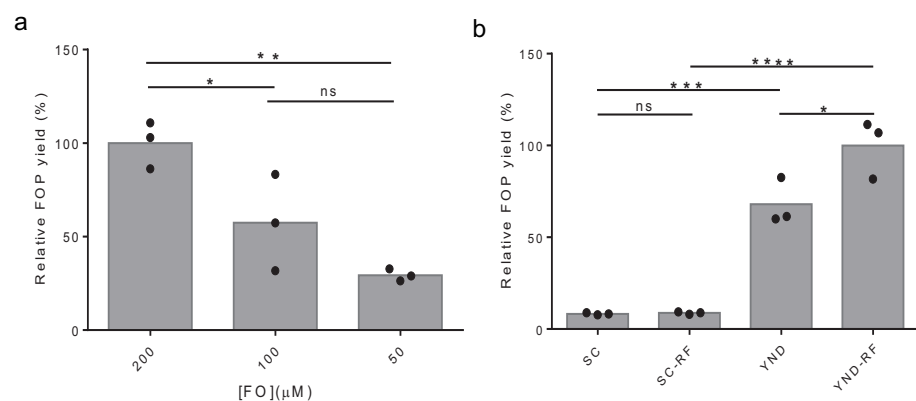 a
150
100
50
0
Relative FOP yield (%)
* *
*
ns
200
100
50
[FO](μM)
b
150
100
50
0
Relative FOP yield (%)
* * * *
* * *
ns
*
SC
SC-RF
YND
YND-RF